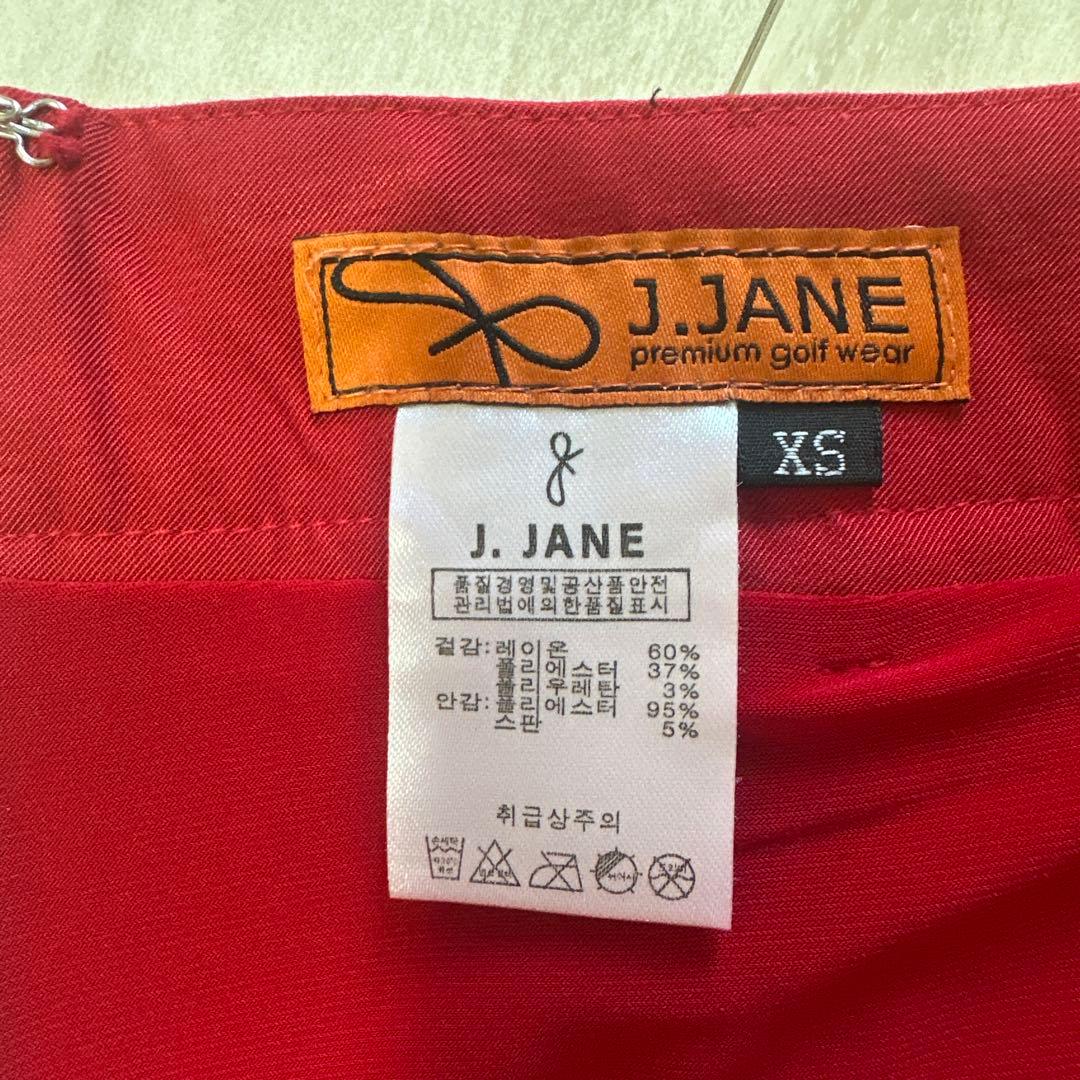 J.JANE
premium golf wear
XS
J. JANE
품질경영및공산품안전
관리법에의한품질표시
겉감:레이온 60%
폴리에스터 37%
폴리우레탄 3%
안감:폴리에스터 95%
스판 5%
취급상주의
손세탁